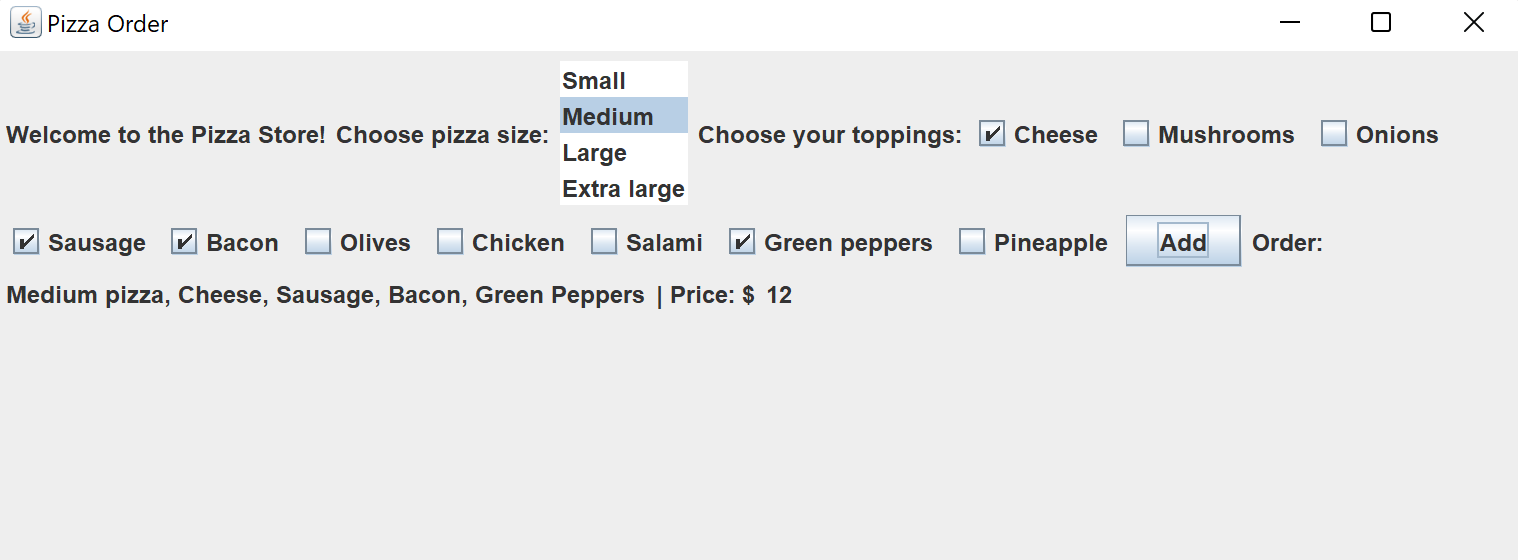 Pizza Order
Small
Medium
Welcome to the Pizza Store! Choose pizza size: Choose your toppings: Cheese Mushrooms Onions
Large
Extra large
Sausage Bacon Olives Chicken Salami Green peppers Pineapple Add Order:
Medium pizza, Cheese, Sausage, Bacon, Green Peppers | Price: $ 12